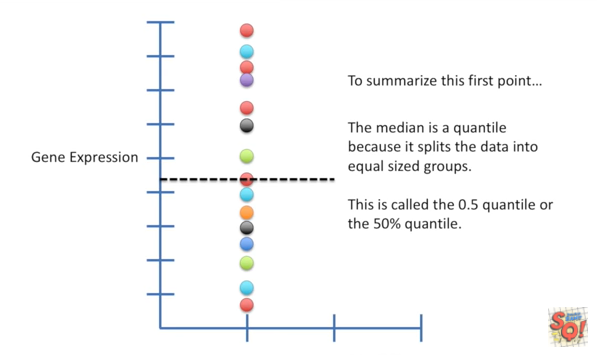 To summarize this first point…
The median is a quantile
because it splits the data into
equal sized groups.
Gene Expression
This is called the 0.5 quantile or
the 50% quantile.
SQ!